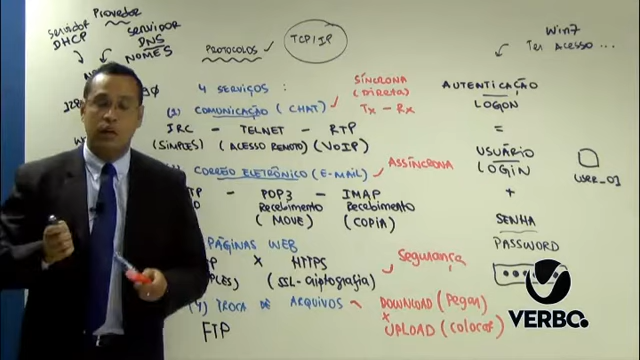 Provedor
Servidor DHCP
Servidor DNS
NOMES
PROTOCOLOS
TCP/IP
4 SERVIÇOS:
COMUNICAÇÃO (CHAT)
SÍNCRONA
(Direta)
Tx - Rx
IRC - TELNET - RTP
(SIMPLES) (ACESSO REMOTO) (VOIP)
CORREIO ELETRÔNICO (E-MAIL)
ASSÍNCRONA
POP3 - IMAP
Recebimento Recebimento
(MOVE) (COPIA)
PÁGINAS WEB
X HTTPS
(SSL-criptografia)
Segurança
(4) TROCA DE ARQUIVOS
DOWNLOAD (Pegar)
X
UPLOAD (colocar)
FTP
Win7
Ter Acesso ...
AUTENTICAÇÃO
LOGON
=
USUÁRIO
LOGIN
+
SENHA
PASSWORD
USER_01
VERBO.